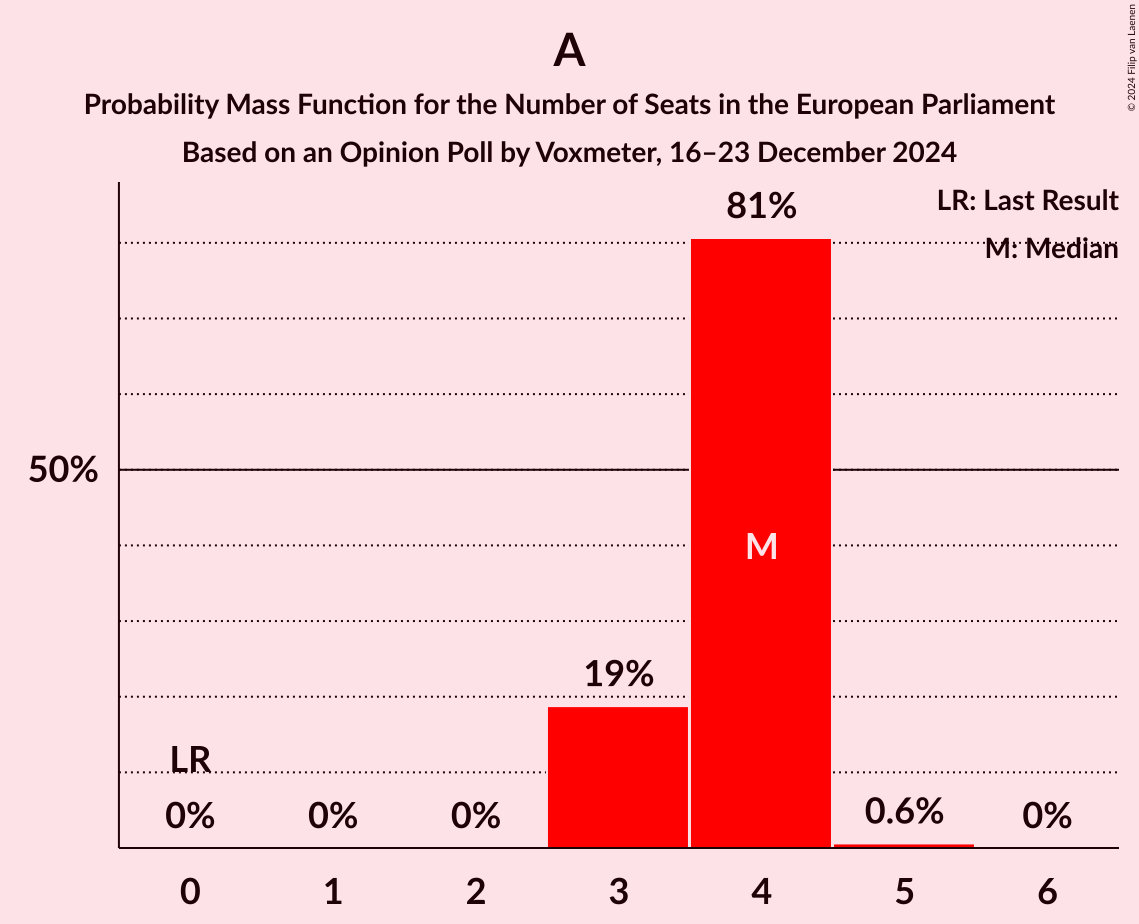 A
Probability Mass Function for the Number of Seats in the European Parliament
Based on an Opinion Poll by Voxmeter, 16–23 December 2024
© 2024 Filip van Laenen
LR: Last Result
M: Median
81%
50%
M
19%
LR
0% 0% 0% 0.6% 0%
0 1 2 3 4 5 6